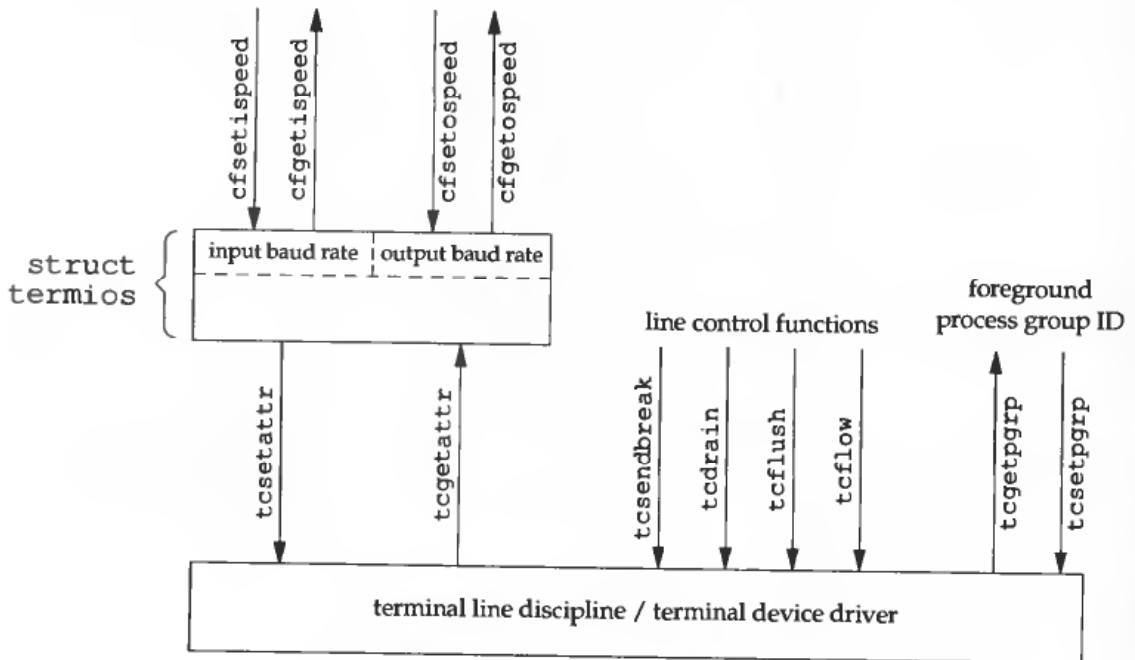 cfsetispeed
cfgetispeed
cfsetospeed
cfgetospeed
input baud rate
output baud rate
struct
termios
line control functions
foreground
process group ID
tcsetattr
tcgetattr
tcsendbreak
tcdrain
tcflush
tcflow
tcgetpgrp
tcsetpgrp
terminal line discipline / terminal device driver